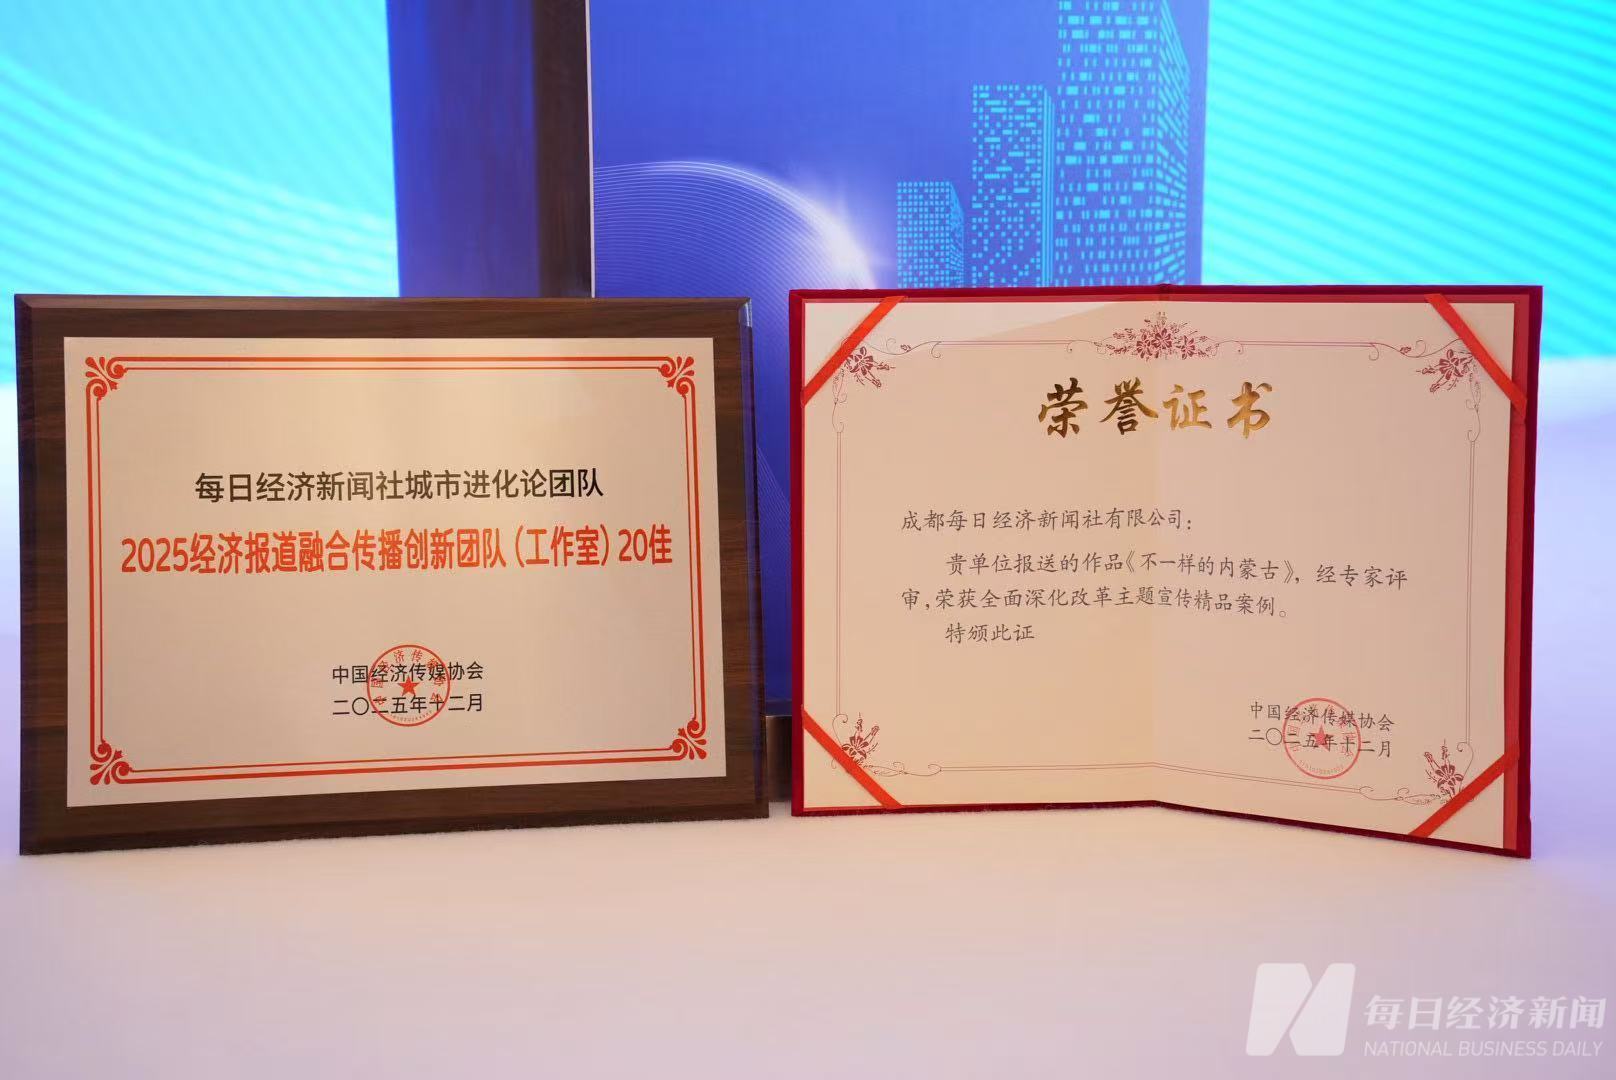 每日经济新闻社城市进化论团队
2025经济报道融合传播创新团队（工作室）20佳
中国经济传媒协会
二〇二五年十二月
荣誉证书
成都每日经济新闻社有限公司：
贵单位报送的作品《不一样的内蒙古》，经专家评
审，荣获全面深化改革主题宣传精品案例。
特颁此证
中国经济传媒协会
二〇二五年十二月
每日经济新闻
NATIONAL BUSINESS DAILY